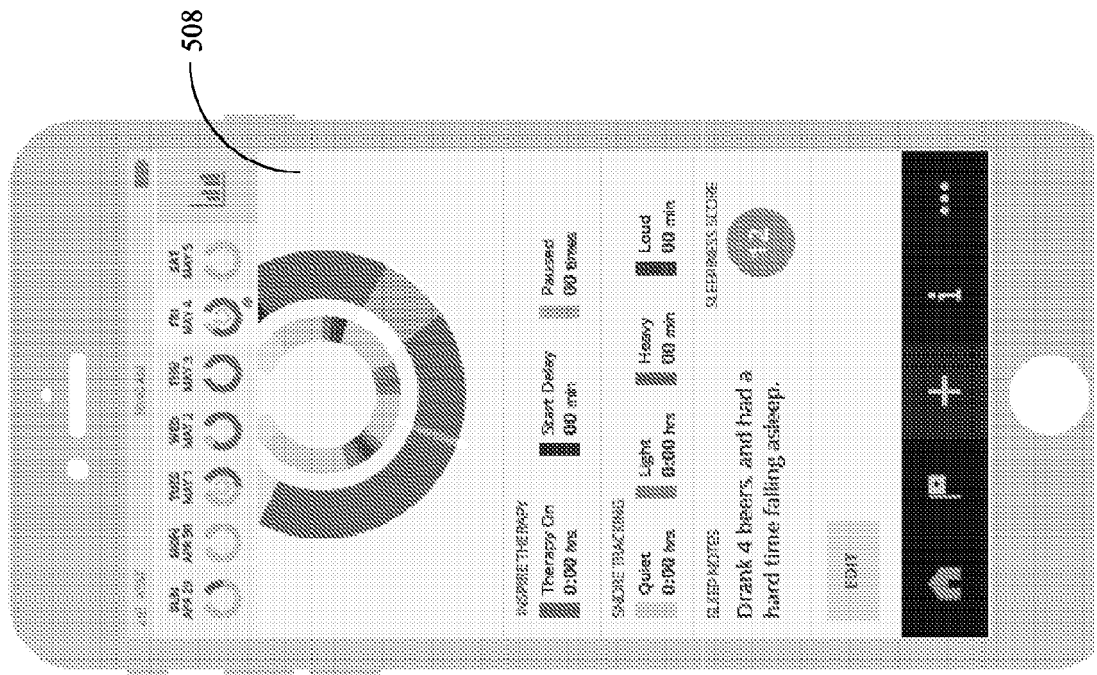 508
SUN
APR 29
MON
APR 30
TUES
MAY 1
WED
MAY 2
THU
MAY 3
FRI
MAY 4
SAT
MAY 5
INSPIRE THERAPY
Therapy On
0:00 hrs
Start Delay
00 min
Paused
00 times
SNORE TRACKING
Quiet
0:00 hrs
Light
0:00 hrs
Heavy
00 min
Loud
00 min
SLEEP NOTES
Drank 4 beers, and had a
hard time falling asleep.
SLEEPINESS SCORE
12
EDIT